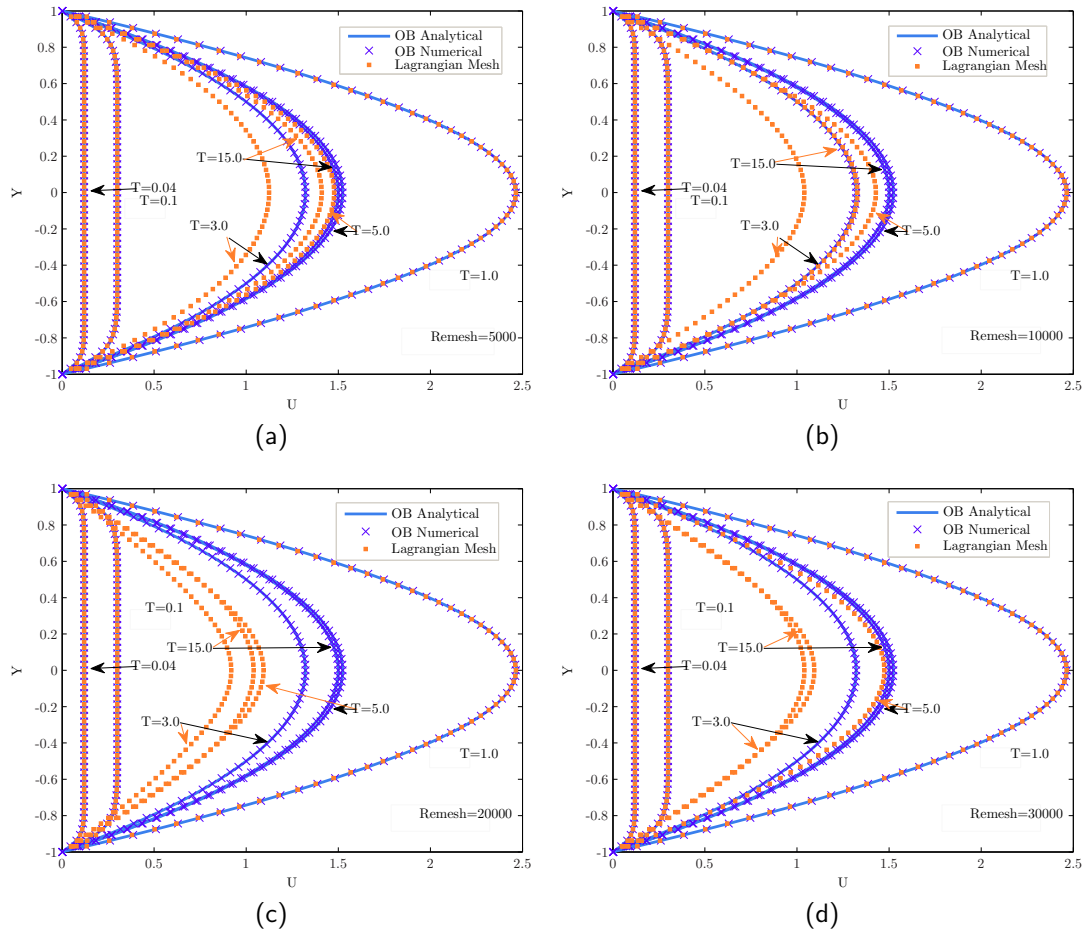 1
0.8
0.6
0.4
0.2
0
-0.2
-0.4
-0.6
-0.8
-1
Y
OB Analytical
OB Numerical
Lagrangian Mesh
T=15.0
T=0.04
T=0.1
T=3.0
T=5.0
T=1.0
Remesh=5000
0 0.5 1 1.5 2 2.5
U
(a)
1
0.8
0.6
0.4
0.2
0
-0.2
-0.4
-0.6
-0.8
-1
Y
OB Analytical
OB Numerical
Lagrangian Mesh
T=15.0
T=0.04
T=0.1
T=3.0
T=5.0
T=1.0
Remesh=10000
0 0.5 1 1.5 2 2.5
U
(b)
1
0.8
0.6
0.4
0.2
0
-0.2
-0.4
-0.6
-0.8
-1
Y
OB Analytical
OB Numerical
Lagrangian Mesh
T=0.1
T=15.0
T=0.04
T=3.0
T=5.0
T=1.0
Remesh=20000
0 0.5 1 1.5 2 2.5
U
(c)
1
0.8
0.6
0.4
0.2
0
-0.2
-0.4
-0.6
-0.8
-1
Y
OB Analytical
OB Numerical
Lagrangian Mesh
T=0.1
T=15.0
T=0.04
T=3.0
T=5.0
T=1.0
Remesh=30000
0 0.5 1 1.5 2 2.5
U
(d)